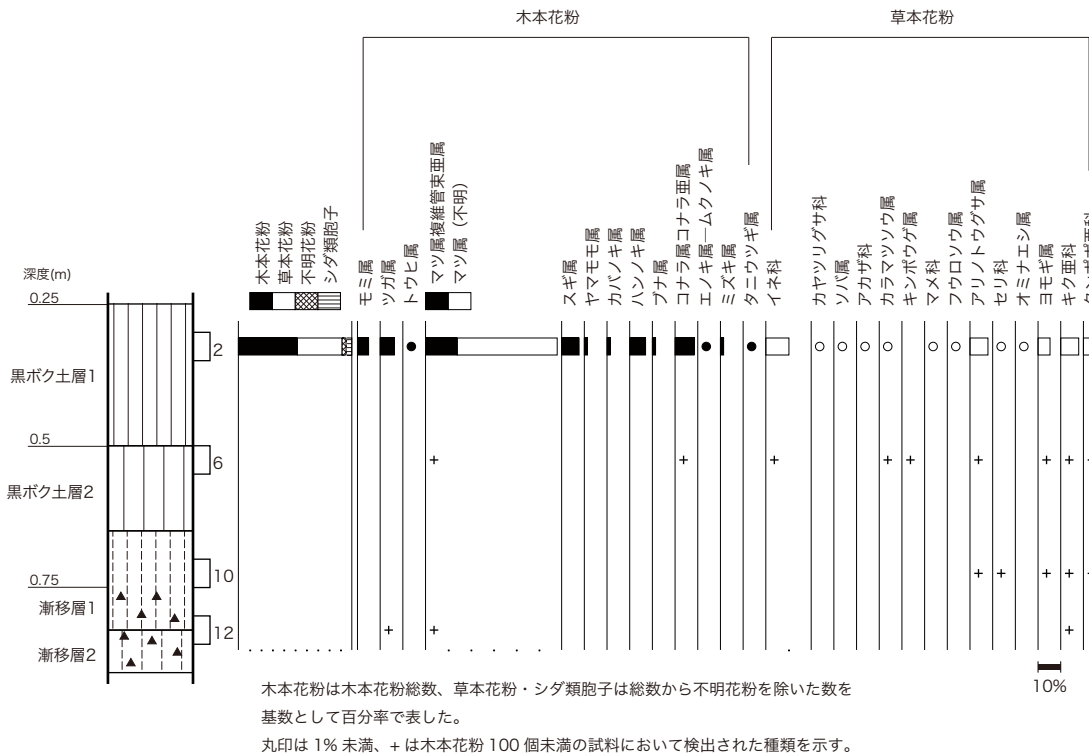 木本花粉
草本花粉
木本花粉
草本花粉
不明花粉
シダ類胞子
モミ属
ツガ属
トウヒ属
マツ属複維管束亜属
マツ属（不明）
スギ属
ヤマモモ属
カバノキ属
ハンノキ属
ブナ属
コナラ属コナラ亜属
エノキ属―ムクノキ属
ミズキ属
タニウツギ属
イネ科
カヤツリグサ科
ソバ属
アカザ科
カラマツソウ属
キンポウゲ属
マメ科
フウロソウ属
アリノトウグサ属
セリ科
オミナエシ属
ヨモギ属
キク亜科
深度(m)
0.25
2
黒ボク土層1
0.5
6
黒ボク土層2
10
0.75
漸移層1
12
漸移層2
10%
木本花粉は木本花粉総数、草本花粉・シダ類胞子は総数から不明花粉を除いた数を
基数として百分率で表した。
丸印は 1% 未満、+ は木本花粉 100 個未満の試料において検出された種類を示す。